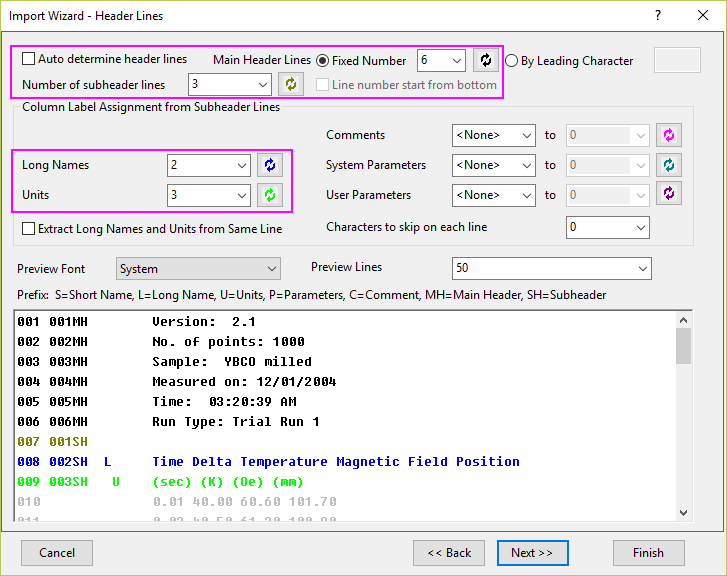 Import Wizard - Header Lines
Auto determine header lines Main Header Lines Fixed Number 6 By Leading Character
Number of subheader lines 3 Line number start from bottom
Column Label Assignment from Subheader Lines
Comments <None> to 0
Long Names 2 System Parameters <None> to 0
Units 3 User Parameters <None> to 0
Extract Long Names and Units from Same Line Characters to skip on each line 0
Preview Font System Preview Lines 50
Prefix: S=Short Name, L=Long Name, U=Units, P=Parameters, C=Comment, MH=Main Header, SH=Subheader
001 001MH Version: 2.1
002 002MH No. of points: 1000
003 003MH Sample: YBCO milled
004 004MH Measured on: 12/01/2004
005 005MH Time: 03:20:39 AM
006 006MH Run Type: Trial Run 1
007 001SH
008 002SH L Time Delta Temperature Magnetic Field Position
009 003SH U (sec) (K) (Oe) (mm)
010 0.01 40.00 60.60 101.70
Cancel << Back Next >> Finish